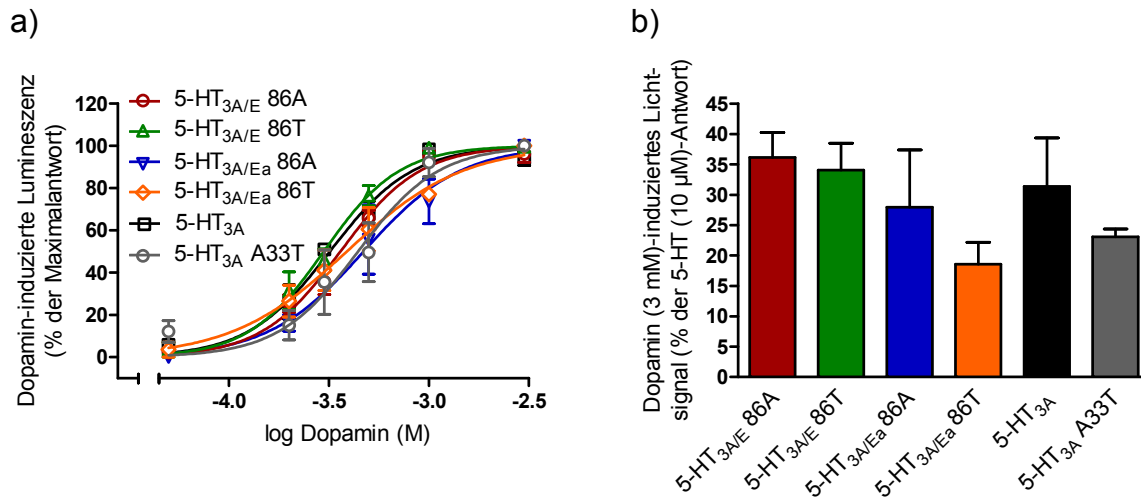 a)
Dopamin-induzierte Lumineszenz
(% der Maximalantwort)
120
100
80
60
40
20
0
5-HT3A/E 86A
5-HT3A/E 86T
5-HT3A/Ea 86A
5-HT3A/Ea 86T
5-HT3A
5-HT3A A33T
-4.0 -3.5 -3.0 -2.5
log Dopamin (M)
b)
Dopamin (3 mM)-induziertes Licht-
signal (% der 5-HT (10 µM)-Antwort)
45
40
35
30
25
20
15
10
5
0
5-HT3A/E 86A
5-HT3A/E 86T
5-HT3A/Ea 86A
5-HT3A/Ea 86T
5-HT3A
5-HT3A A33T